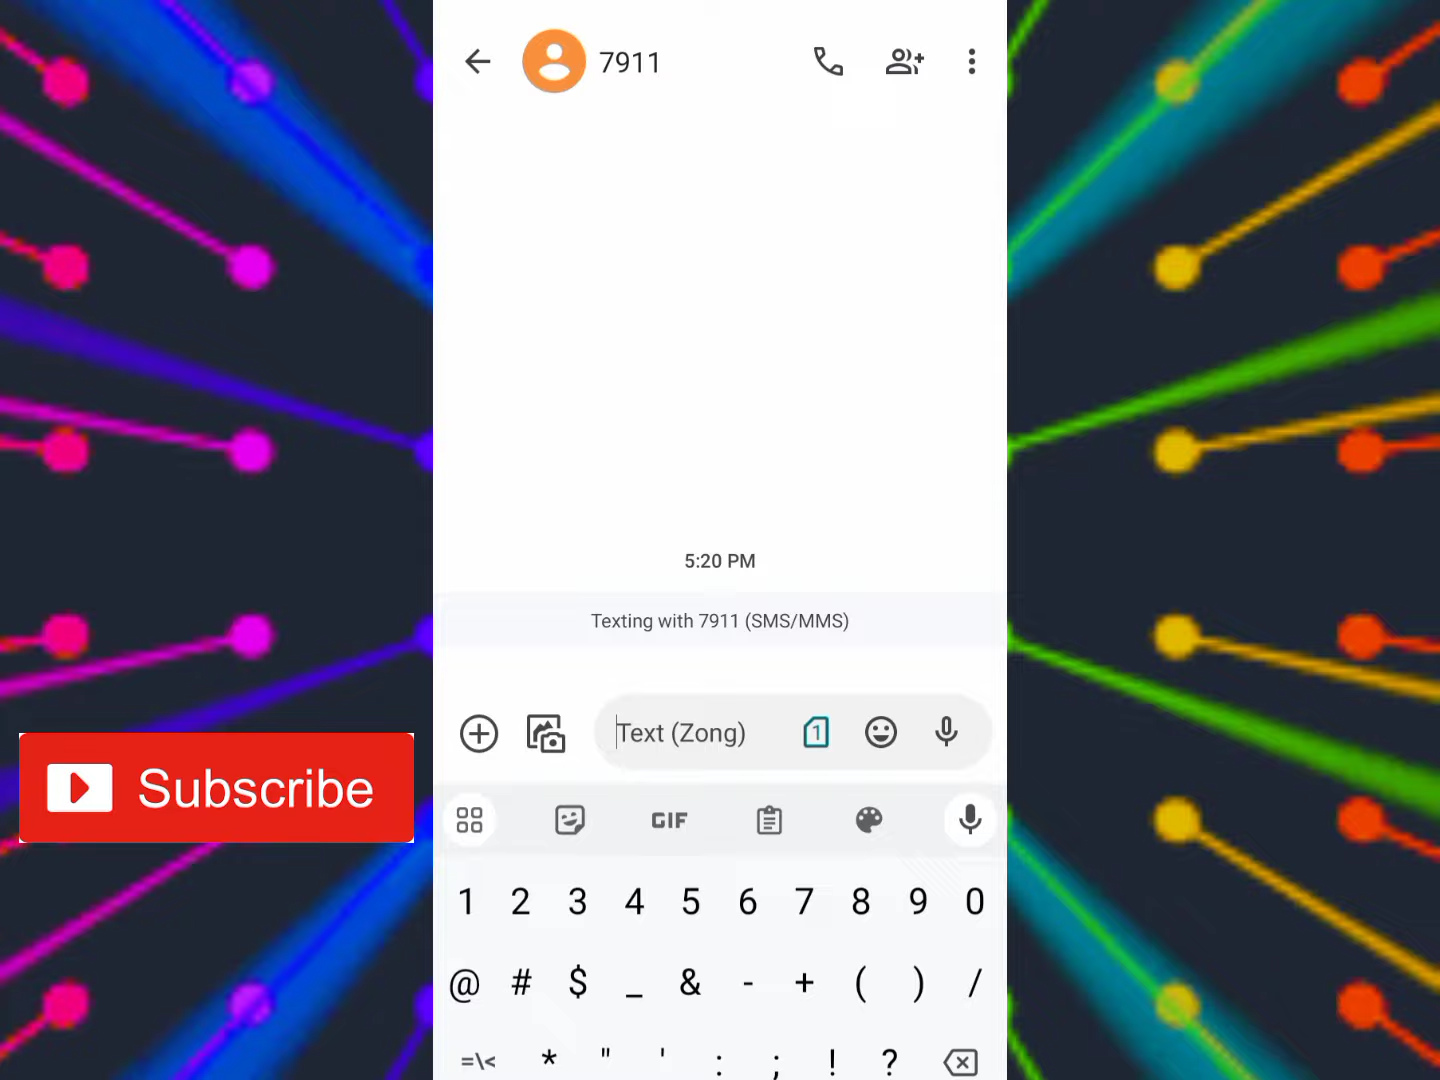 7911
5:20 PM
Texting with 7911 (SMS/MMS)
Text (Zong)
1
Subscribe
GIF
1 2 3 4 5 6 7 8 9 0
@ # $ _ & - + ( ) /
=\< * " ' : ; ! ?